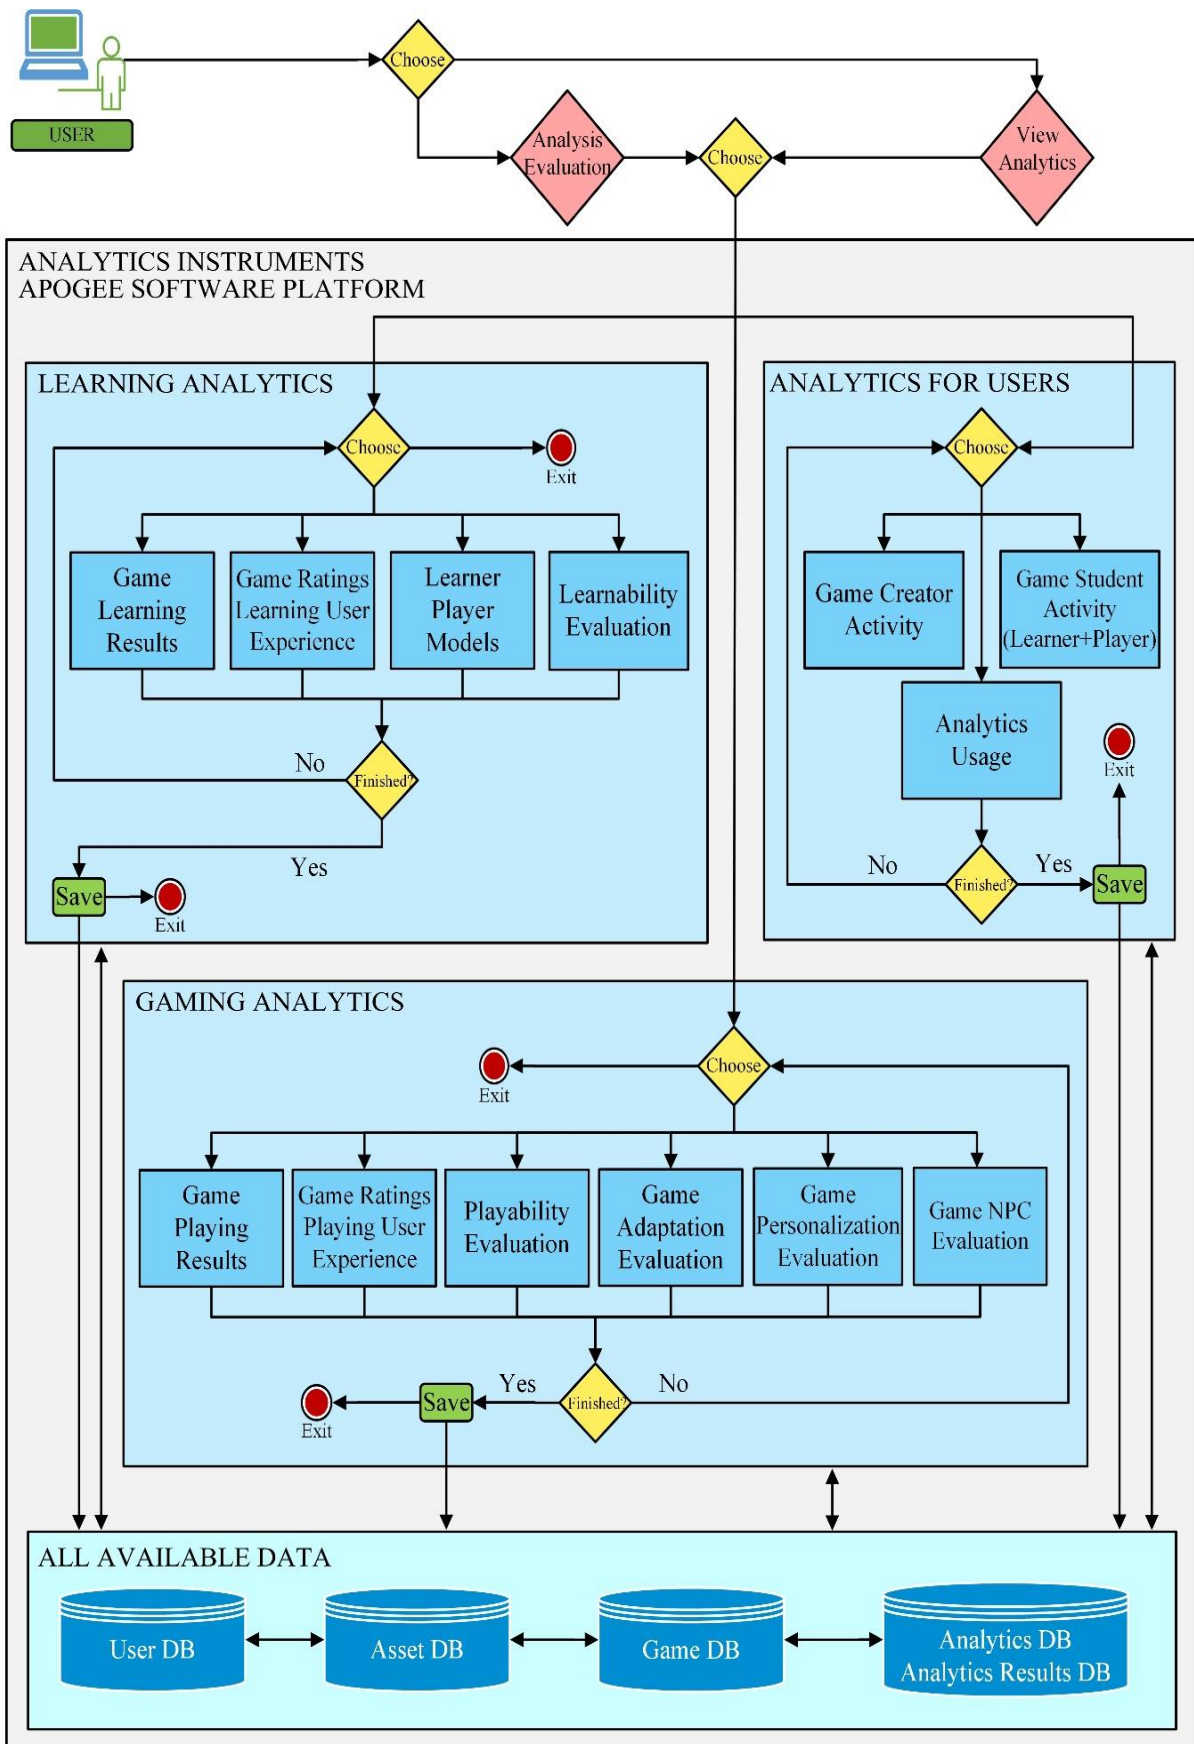 Choose
USER
Analysis
Evaluation
Choose
View
Analytics
ANALYTICS INSTRUMENTS
APOGEE SOFTWARE PLATFORM
LEARNING ANALYTICS
Choose
Exit
Game
Learning
Results
Game Ratings
Learning User
Experience
Learner
Player
Models
Learnability
Evaluation
No
Finished?
Yes
Save
Exit
ANALYTICS FOR USERS
Choose
Game Creator
Activity
Game Student
Activity
(Learner+Player)
Analytics
Usage
Exit
No
Finished?
Yes
Save
GAMING ANALYTICS
Choose
Exit
Game
Playing
Results
Game Ratings
Playing User
Experience
Playability
Evaluation
Game
Adaptation
Evaluation
Game
Personalization
Evaluation
Game NPC
Evaluation
Exit
Save
Yes
Finished?
No
ALL AVAILABLE DATA
User DB
Asset DB
Game DB
Analytics DB
Analytics Results DB